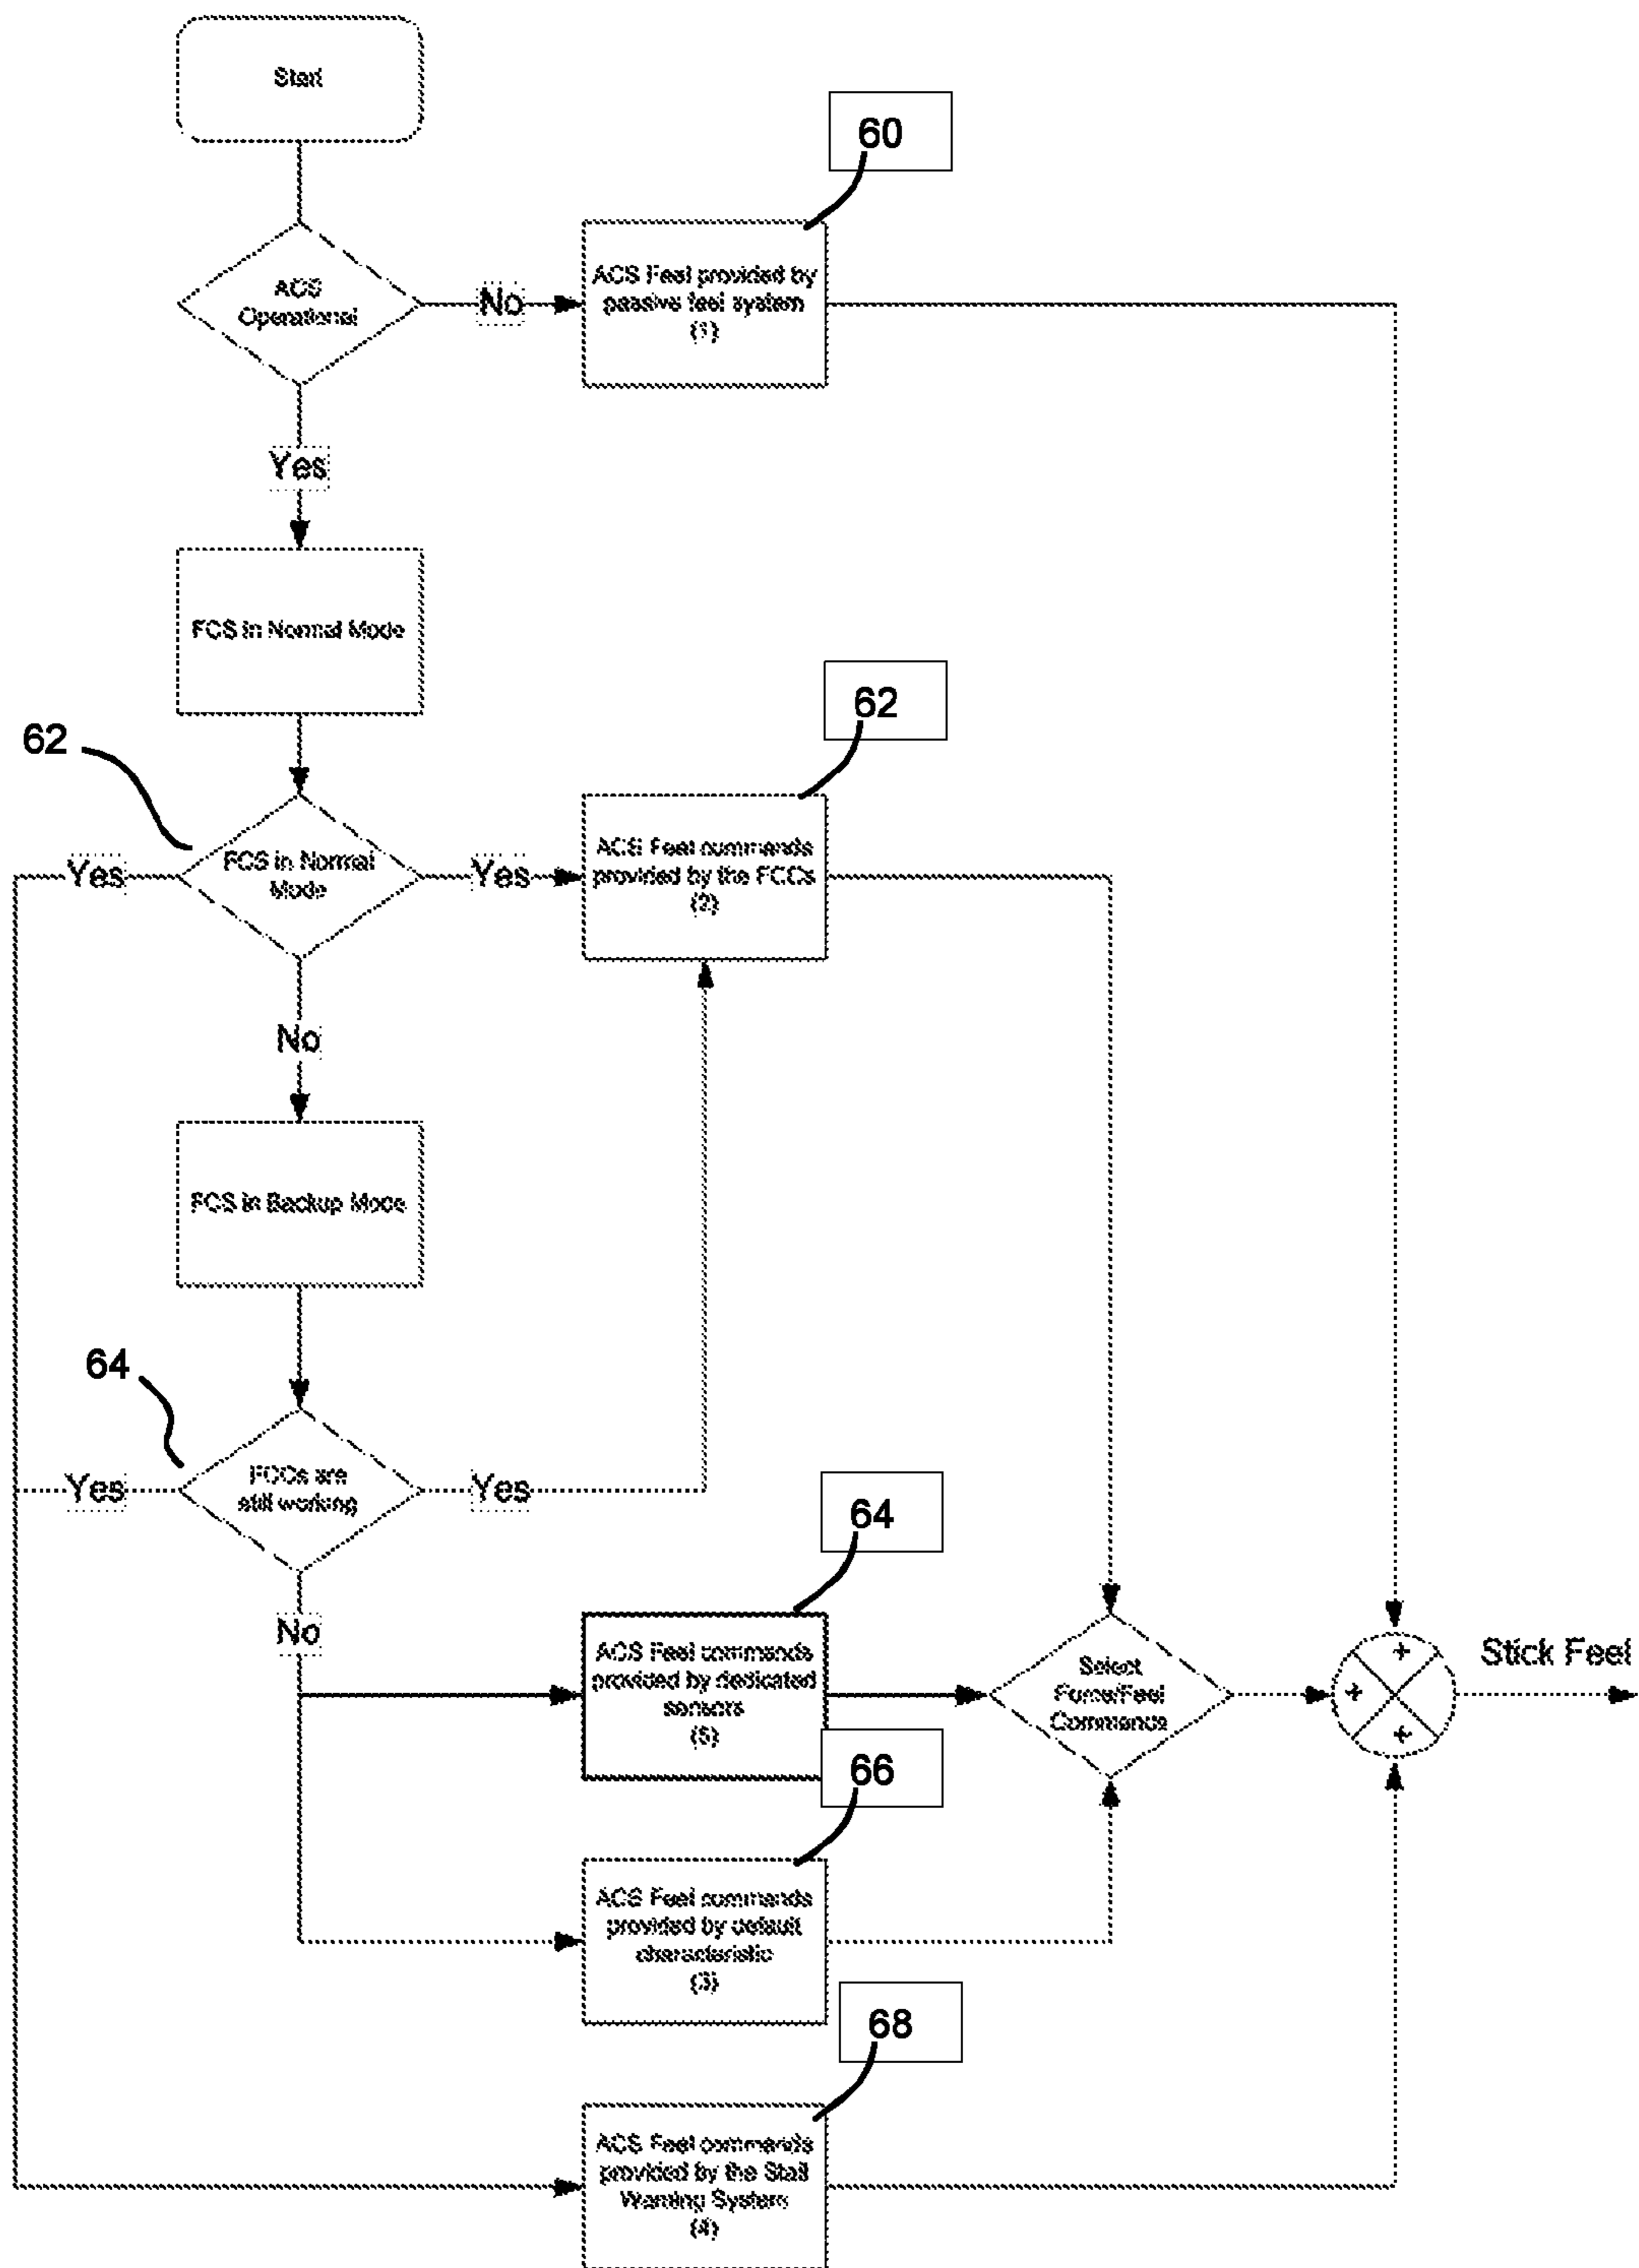 Start
60
ACS
Operational
No
ACS Feel provided by
passive feel system
(1)
Yes
FCS in Normal Mode
62
62
Yes
FCS in Normal
Mode
Yes
ACS Feel commands
provided by the FCCs
(2)
No
FCS in Backup Mode
64
Yes
FCCs are
still working
Yes
64
No
ACS Feel commands
provided by dedicated
sensors
(5)
Select
Force/Feel
Commands
+
+
+
Stick Feel
66
ACS Feel commands
provided by default
characteristic
(3)
68
ACS Feel commands
provided by the Stall
Warning System
(4)